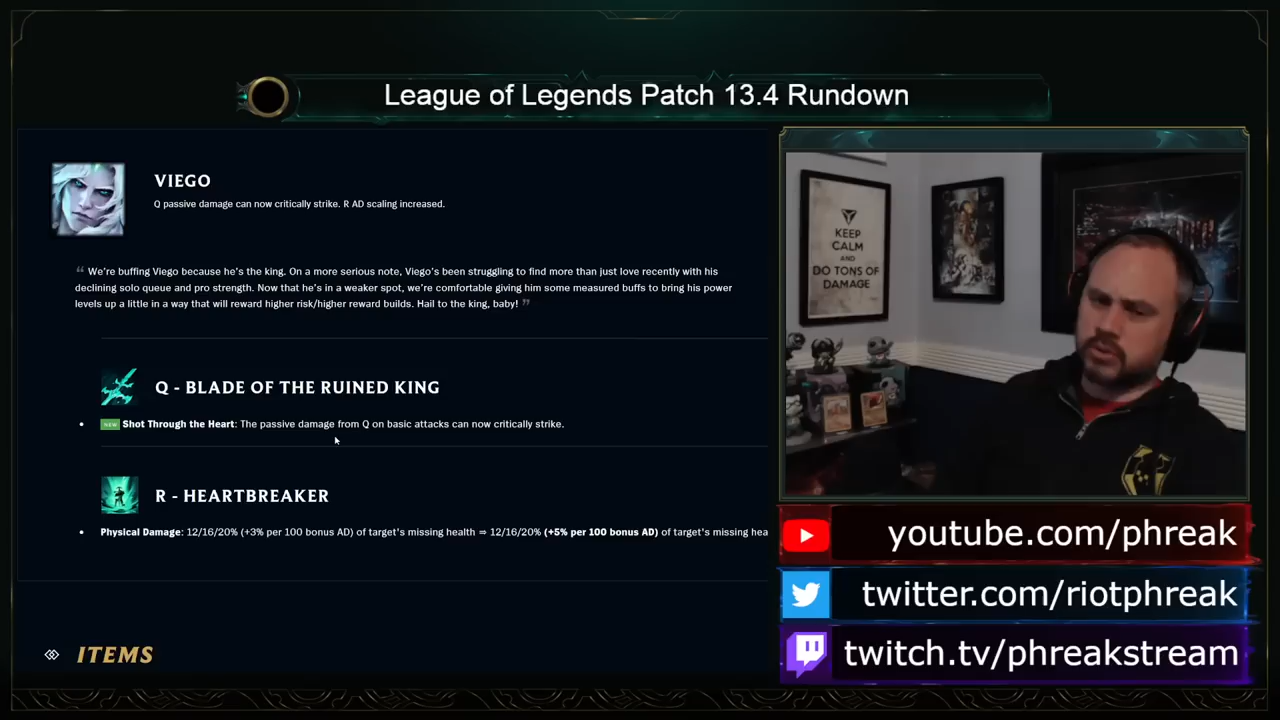 League of Legends Patch 13.4 Rundown
VIEGO
Q passive damage can now critically strike. R AD scaling increased.
“ We're buffing Viego because he's the king. On a more serious note, Viego's been struggling to find more than just love recently with his
declining solo queue and pro strength. Now that he's in a weaker spot, we're comfortable giving him some measured buffs to bring his power
levels up a little in a way that will reward higher risk/higher reward builds. Hail to the king, baby! ”
Q - BLADE OF THE RUINED KING
• NEW Shot Through the Heart: The passive damage from Q on basic attacks can now critically strike.
R - HEARTBREAKER
• Physical Damage: 12/16/20% (+3% per 100 bonus AD) of target's missing health ⇒ 12/16/20% (+5% per 100 bonus AD) of target's missing hea
ITEMS
KEEP
CALM
AND
DO TONS OF
DAMAGE
youtube.com/phreak
twitter.com/riotphreak
twitch.tv/phreakstream